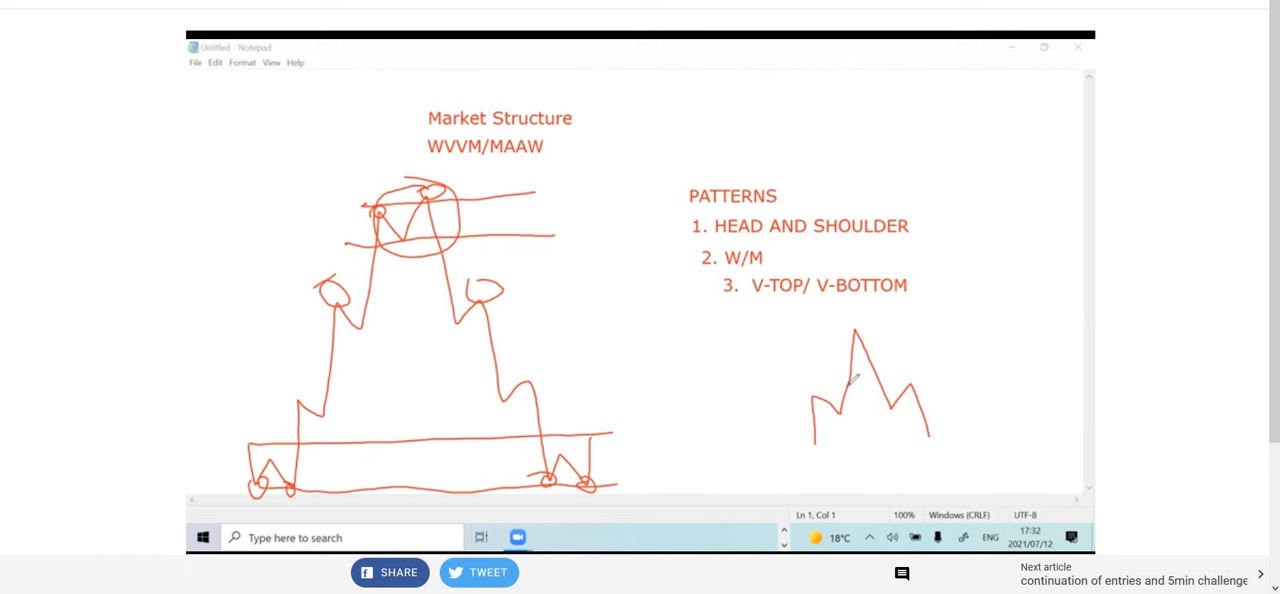 Untitled - Notepad
File Edit Format View Help
Market Structure
WVVM/MAAW
PATTERNS
1. HEAD AND SHOULDER
2. W/M
3. V-TOP/ V-BOTTOM
Ln 1, Col 1 100% Windows (CRLF) UTF-8
Type here to search
18°C ENG
17:32
2021/07/12
SHARE TWEET
Next article
continuation of entries and 5min challenge